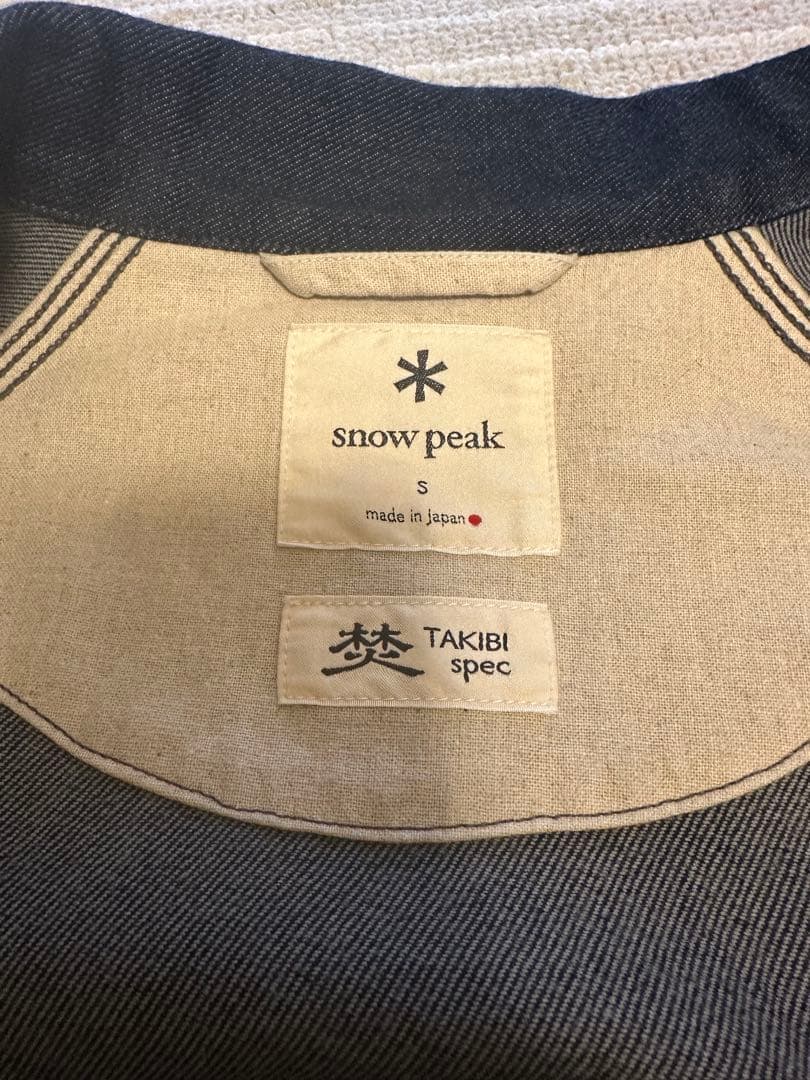 snow peak
S
made in japan
焚 TAKIBI
spec